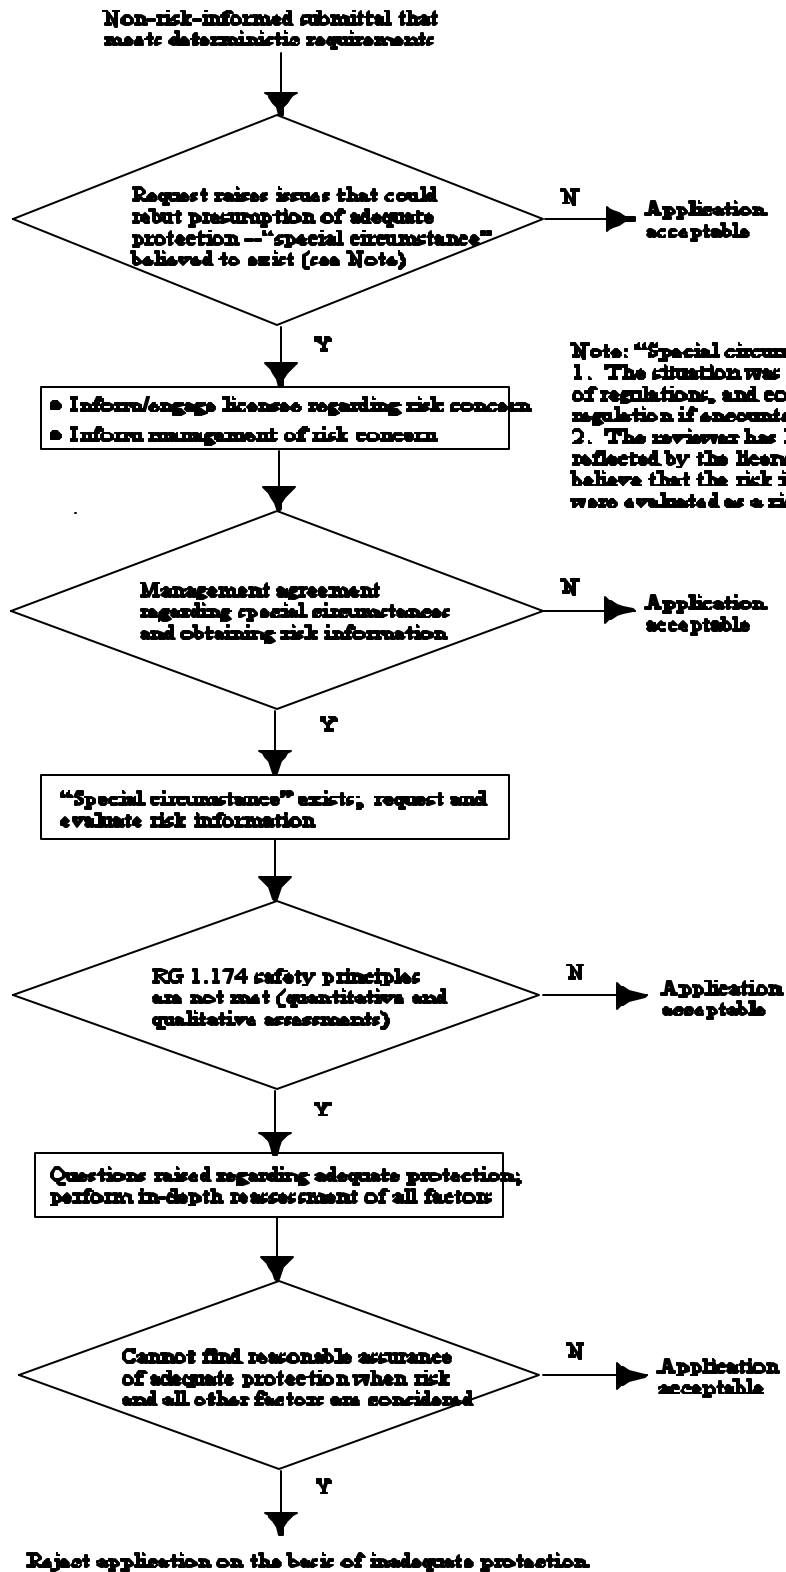 Non-risk-informed submittal that
meets deterministic requirements
Request raises issues that could
rebut presumption of adequate
protection --"special circumstance"
believed to exist (see Note)
N
Application
acceptable
Y
Note: "Special circum
1. The situation was
of regulations, and co
regulation if encounte
2. The reviewer has
reflected by the licens
believe that the risk i
were evaluated as a ri
• Inform/engage licensee regarding risk concern
• Inform management of risk concern
Management agreement
regarding special circumstances
and obtaining risk information
N
Application
acceptable
Y
"Special circumstance" exists; request and
evaluate risk information
RG 1.174 safety principles
are not met (quantitative and
qualitative assessments)
N
Application
acceptable
Y
Questions raised regarding adequate protection;
perform in-depth reassessment of all factors
Cannot find reasonable assurance
of adequate protection when risk
and all other factors are considered
N
Application
acceptable
Y
Reject application on the basis of inadequate protection